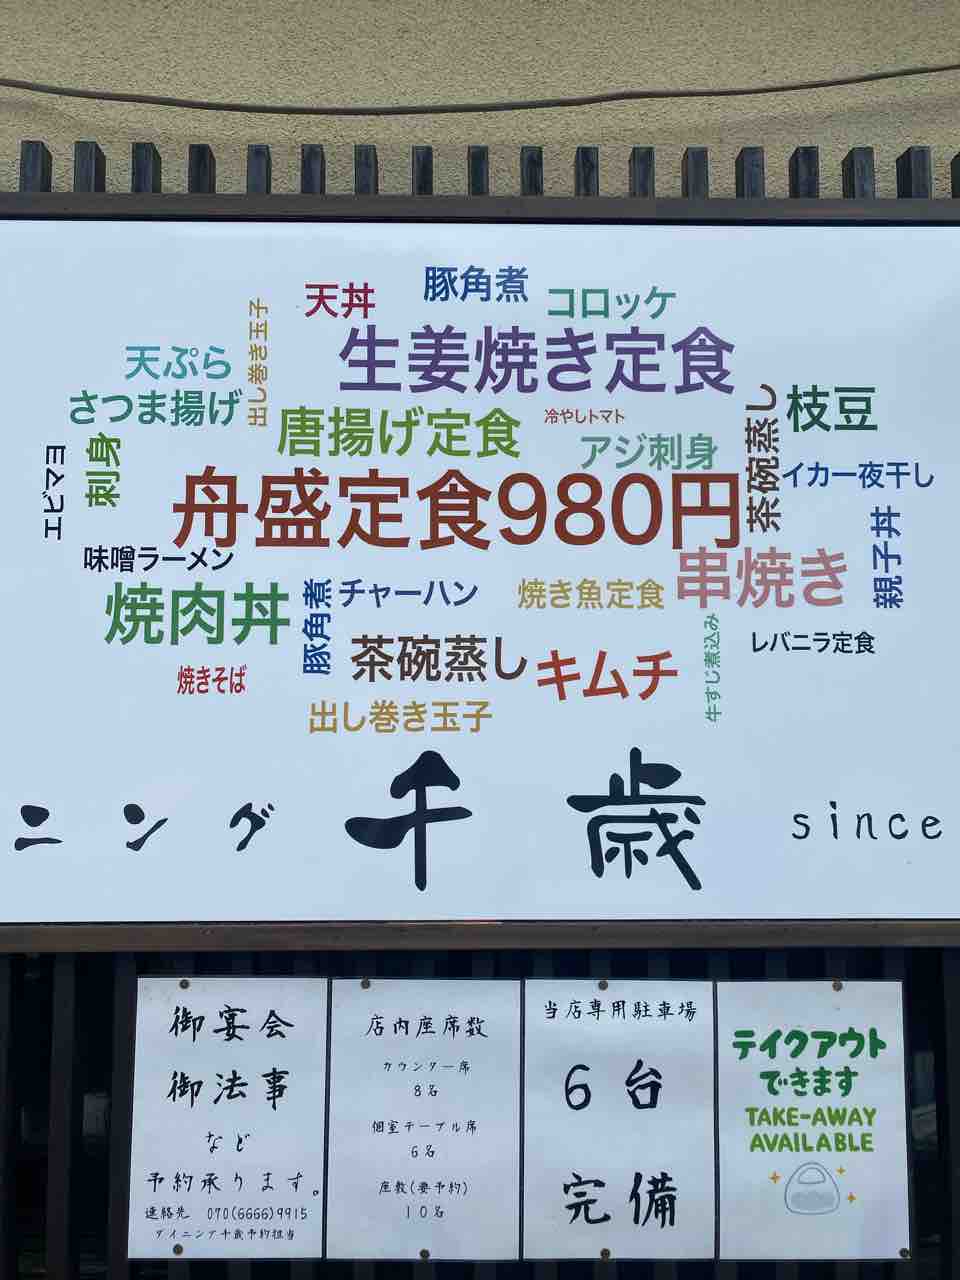 豚角煮
天丼
コロッケ
出し巻き玉子
生姜焼き定食
天ぷら
さつま揚げ
唐揚げ定食
冷やしトマト
茶碗蒸し
枝豆
アジ刺身
刺身
エビマヨ
舟盛定食980円
イカ一夜干し
親子丼
味噌ラーメン
焼肉丼
豚角煮
チャーハン
焼き魚定食
串焼き
牛すじ煮込み
レバニラ定食
茶碗蒸し
キムチ
焼きそば
出し巻き玉子
ニング 千歳 since
御宴会
御法事
など
予約承ります。
連絡先 070(6666)9915
ダイニング千歳予約担当
店内座席数
カウンター席
8名
個室テーブル席
6名
座敷(要予約)
10名
当店専用駐車場
6台
完備
テイクアウト
できます
TAKE-AWAY
AVAILABLE